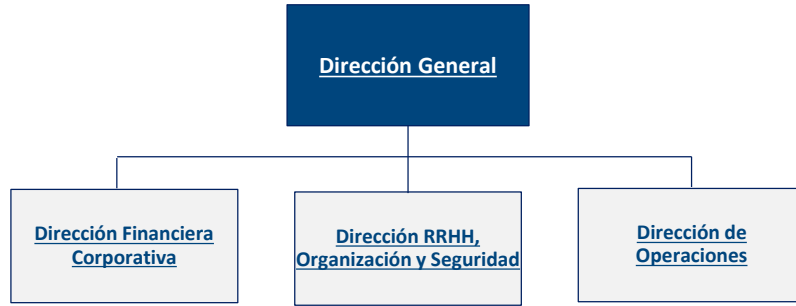 Dirección General
Dirección Financiera
Corporativa
Dirección RRHH,
Organización y Seguridad
Dirección de
Operaciones